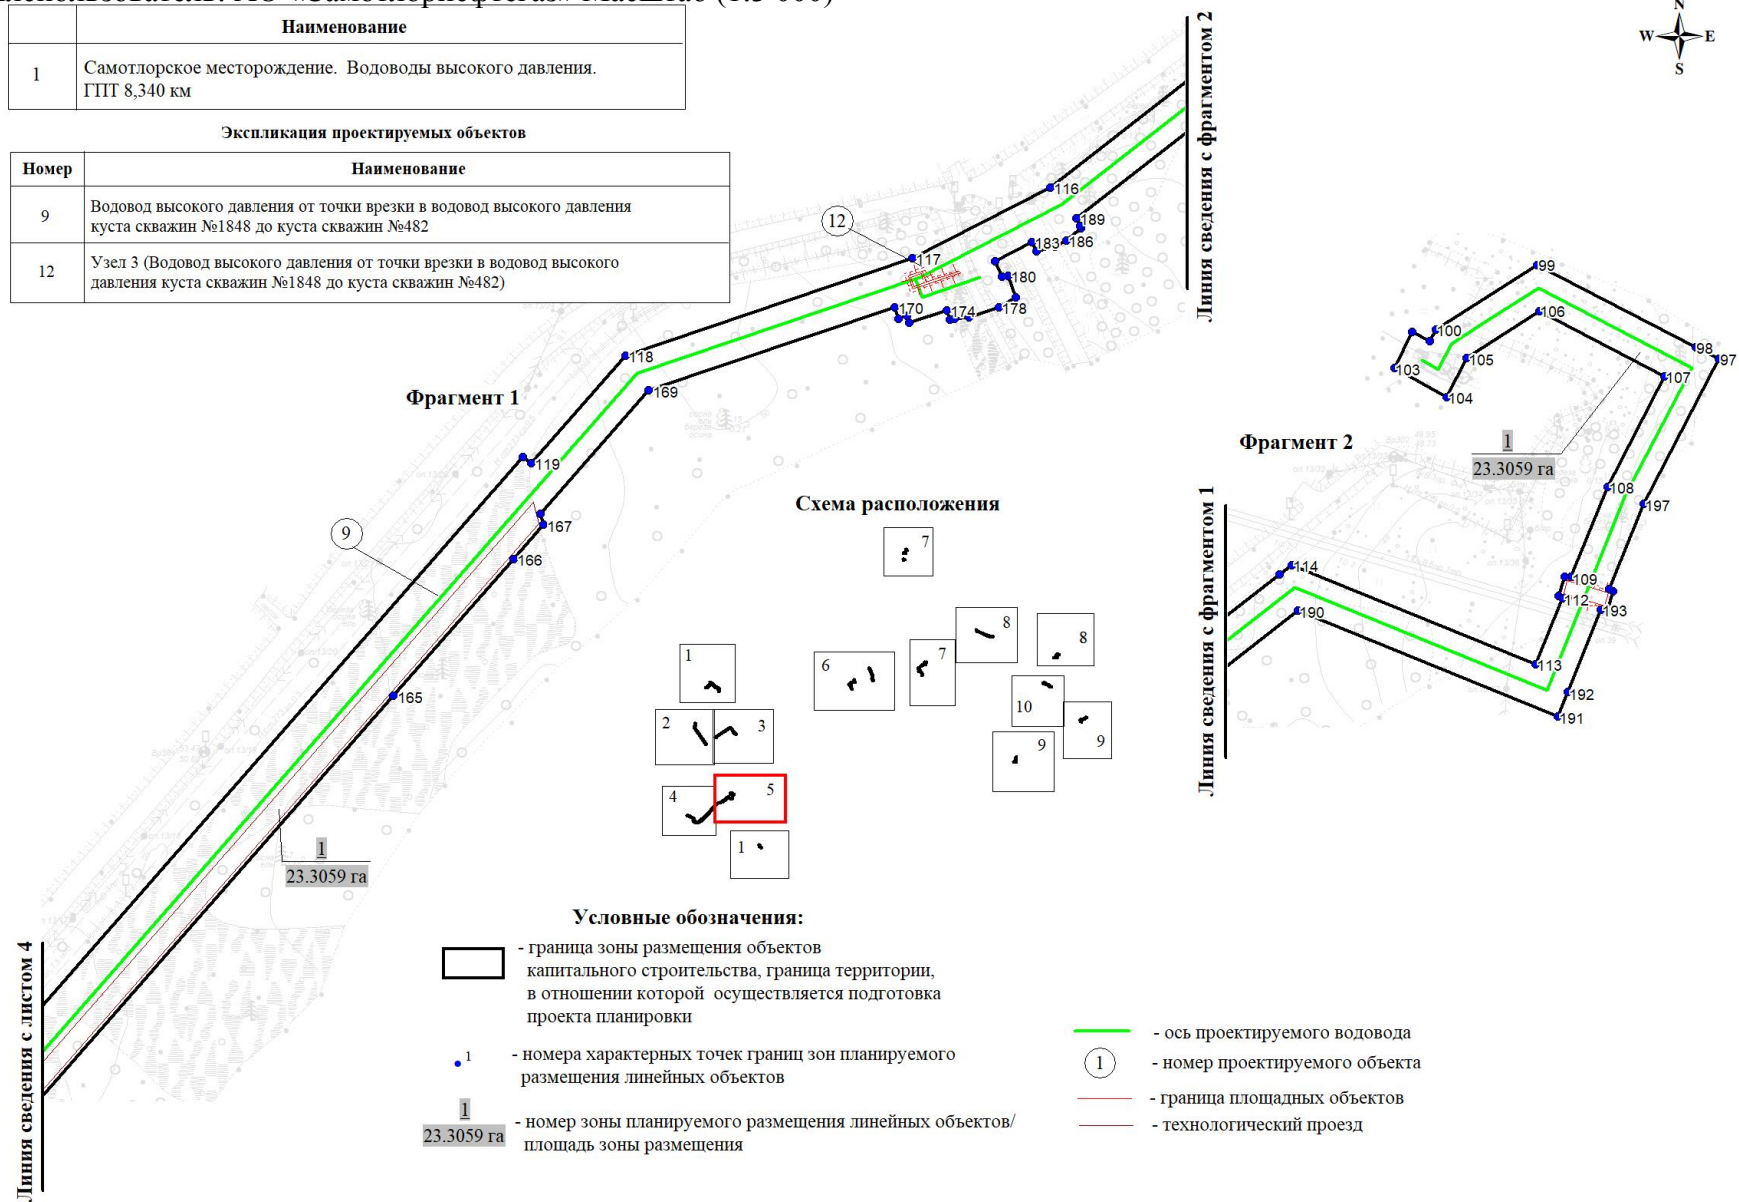 Масштаб (1:5 000)
Наименование
1
Самотлорское месторождение. Водоводы высокого давления.
ГПТ 8,340 км
Экспликация проектируемых объектов
Номер
Наименование
9
Водовод высокого давления от точки врезки в водовод высокого давления
куста скважин №1848 до куста скважин №482
12
Узел 3 (Водовод высокого давления от точки врезки в водовод высокого
давления куста скважин №1848 до куста скважин №482)
N
W
E
S
Линия сведения с фрагментом 2
116
12
189
183
186
117
180
170
174
178
118
169
Фрагмент 1
119
9
167
166
165
1
23.3059 га
Линия сведения с листом 4
99
106
100
98
97
105
103
107
104
Фрагмент 2
1
23.3059 га
108
197
Линия сведения с фрагментом 1
114
109
112
190
193
113
192
191
Схема расположения
7
8
8
1
6
7
10
2
3
9
9
4
5
1
Условные обозначения:
- граница зоны размещения объектов
капитального строительства, граница территории,
в отношении которой осуществляется подготовка
проекта планировки
1
- номера характерных точек границ зон планируемого
размещения линейных объектов
1
23.3059 га
- номер зоны планируемого размещения линейных объектов/
площадь зоны размещения
- ось проектируемого водовода
1
- номер проектируемого объекта
- граница площадных объектов
- технологический проезд